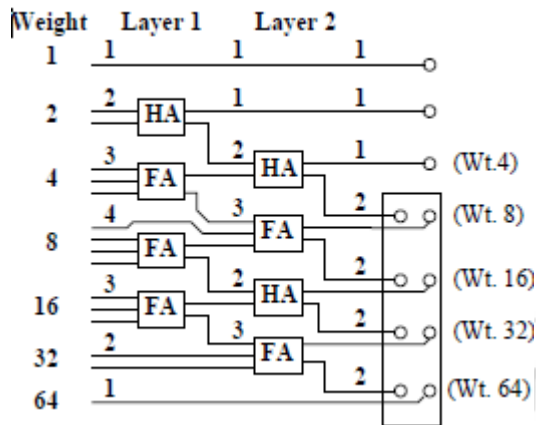 Weight Layer 1 Layer 2
1 1 1 1
2 2 HA 1 1
4 3 FA 2 HA 1 (Wt.4)
4 3 FA 2 (Wt. 8)
8 FA 2 HA 2 (Wt. 16)
16 3 FA 3 2 (Wt. 32)
32 2 FA 2 (Wt. 64)
64 1